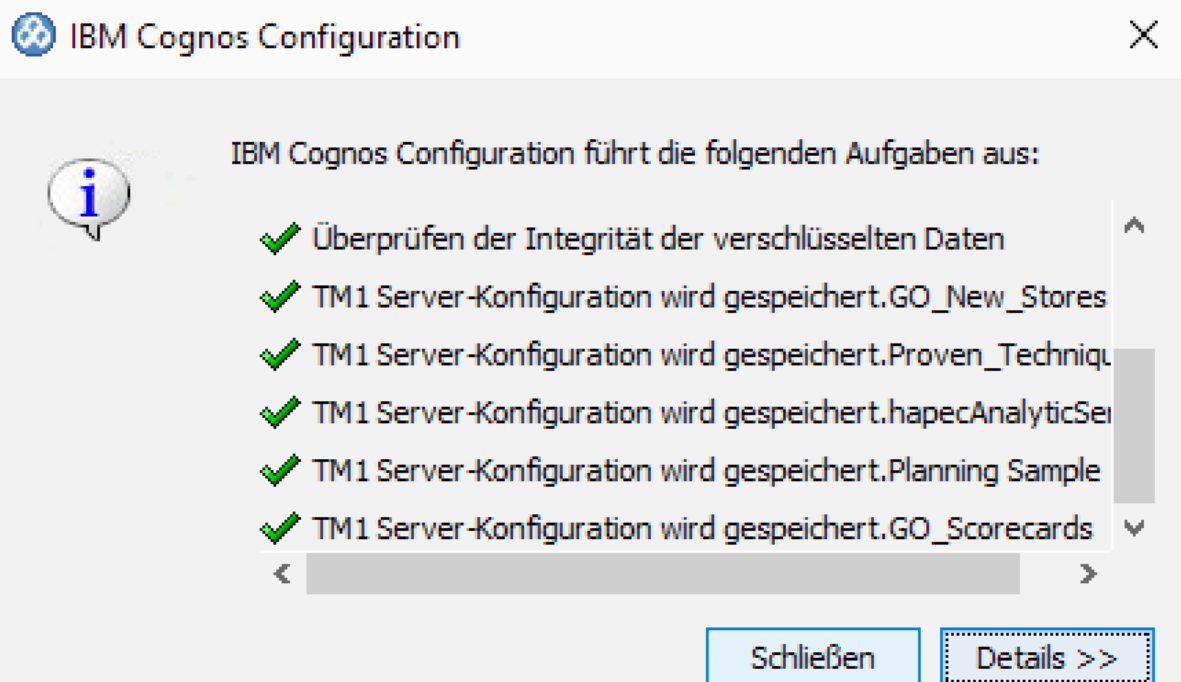 IBM Cognos Configuration
IBM Cognos Configuration führt die folgenden Aufgaben aus:
Überprüfen der Integrität der verschlüsselten Daten
TM1 Server-Konfiguration wird gespeichert.GO_New_Stores
TM1 Server-Konfiguration wird gespeichert.Proven_Techniqu
TM1 Server-Konfiguration wird gespeichert.hapecAnalyticSer
TM1 Server-Konfiguration wird gespeichert.Planning Sample
TM1 Server-Konfiguration wird gespeichert.GO_Scorecards
Schließen
Details >>